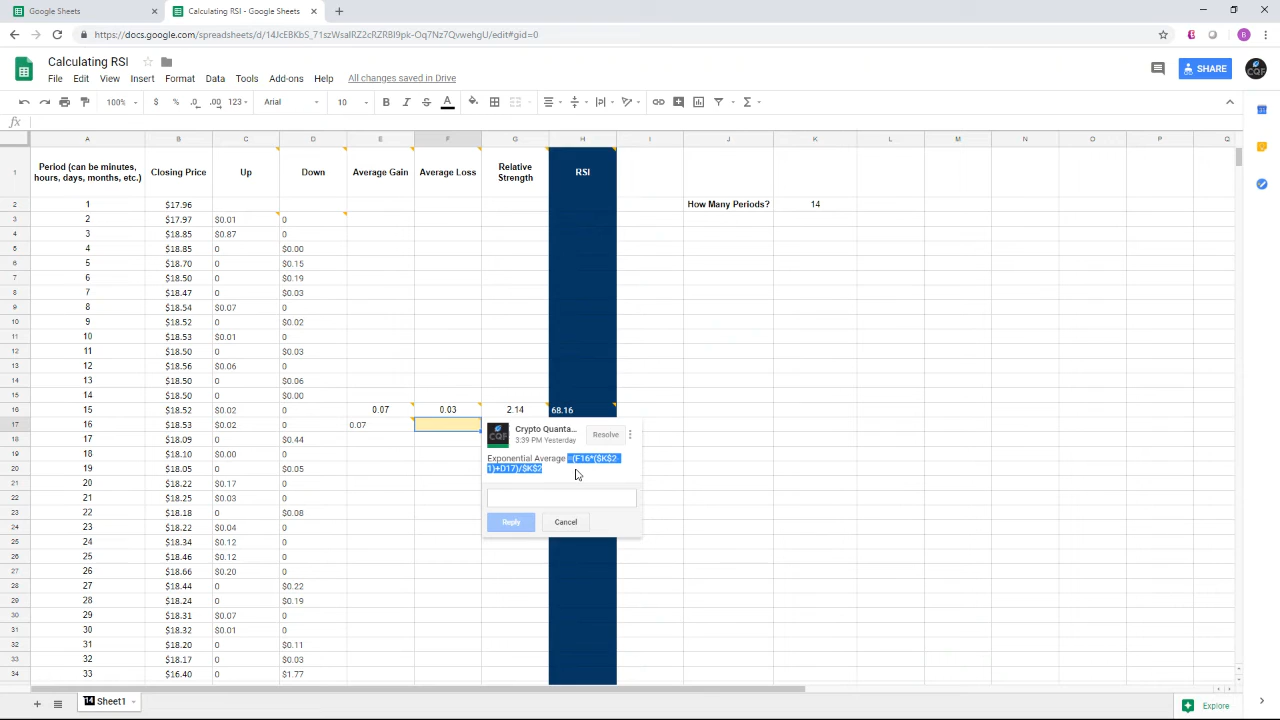 Google Sheets
Calculating RSI - Google Sheets
https://docs.google.com/spreadsheets/d/14JcEBKbS_71szWsalRZ2cRZRBI9pk-Oq7Nz7QvwehgU/edit#gid=0
Calculating RSI
File Edit View Insert Format Data Tools Add-ons Help All changes saved in Drive
SHARE
CQF
100% $ % .0 .00 123 Arial 10
fx
A B C D E F G H I J K L M N O P Q
1 Period (can be minutes, hours, days, months, etc.) Closing Price Up Down Average Gain Average Loss Relative Strength RSI
2 1 $17.96 How Many Periods? 14
3 2 $17.97 $0.01 0
4 3 $18.85 $0.87 0
5 4 $18.85 0 $0.00
6 5 $18.70 0 $0.15
7 6 $18.50 0 $0.19
8 7 $18.47 0 $0.03
9 8 $18.54 $0.07 0
10 9 $18.52 0 $0.02
11 10 $18.53 $0.01 0
12 11 $18.50 0 $0.03
13 12 $18.56 $0.06 0
14 13 $18.50 0 $0.06
15 14 $18.50 0 $0.00
16 15 $18.52 $0.02 0 0.07 0.03 2.14 68.16
17 16 $18.53 $0.02 0 0.07
18 17 $18.09 0 $0.44
19 18 $18.10 $0.00 0
20 19 $18.05 0 $0.05
21 20 $18.22 $0.17 0
22 21 $18.25 $0.03 0
23 22 $18.18 0 $0.08
24 23 $18.22 $0.04 0
25 24 $18.34 $0.12 0
26 25 $18.46 $0.12 0
27 26 $18.66 $0.20 0
28 27 $18.44 0 $0.22
29 28 $18.24 0 $0.19
30 29 $18.31 $0.07 0
31 30 $18.32 $0.01 0
32 31 $18.20 0 $0.11
33 32 $18.17 0 $0.03
34 33 $16.40 0 $1.77
Crypto Quanta...
3:39 PM Yesterday
Resolve
Exponential Average =(F16*($K$2-
1)+D17)/$K$2
Reply Cancel
14 Sheet1
Explore